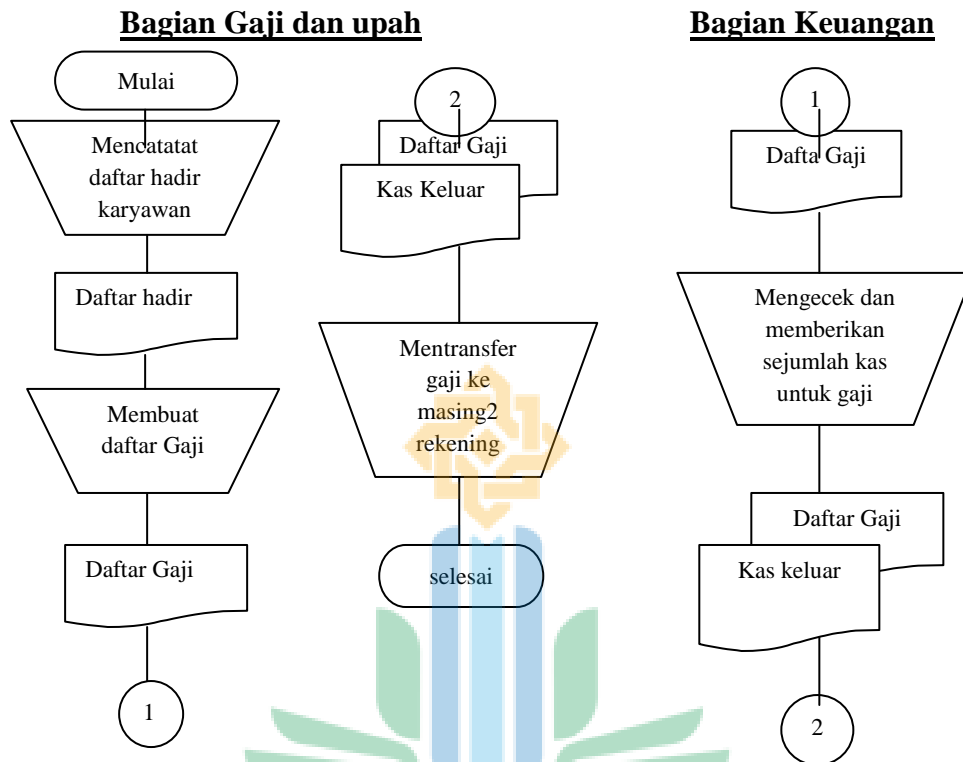 Bagian Gaji dan upah
Mulai
Mencatatat
daftar hadir
karyawan
Daftar hadir
Membuat
daftar Gaji
Daftar Gaji
1
2
Daftar Gaji
Kas Keluar
Mentransfer
gaji ke
masing2
rekening
selesai
Bagian Keuangan
1
Dafta Gaji
Mengecek dan
memberikan
sejumlah kas
untuk gaji
Daftar Gaji
Kas keluar
2